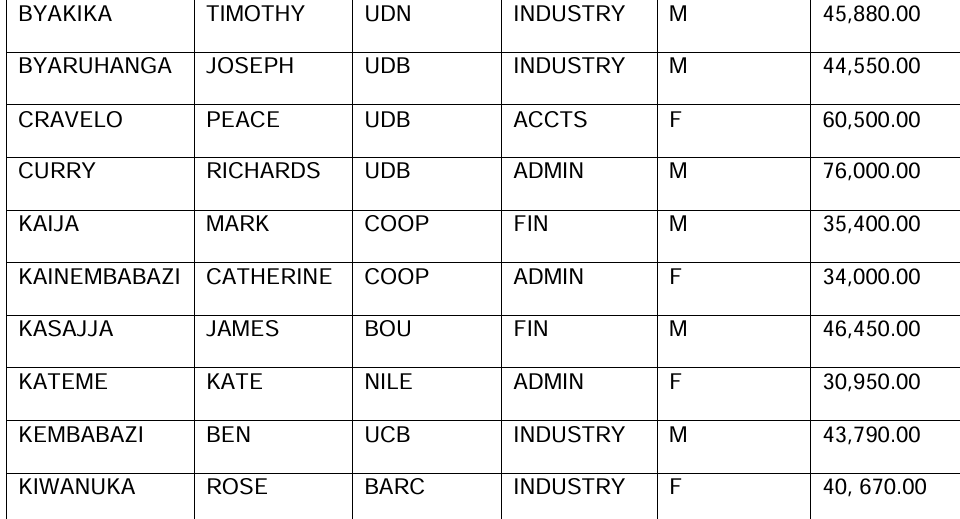 BYAKIKA TIMOTHY UDN INDUSTRY M 45,880.00
BYARUHANGA JOSEPH UDB INDUSTRY M 44,550.00
CRAVELO PEACE UDB ACCTS F 60,500.00
CURRY RICHARDS UDB ADMIN M 76,000.00
KAIJA MARK COOP FIN M 35,400.00
KAINEMBABAZI CATHERINE COOP ADMIN F 34,000.00
KASAJJA JAMES BOU FIN M 46,450.00
KATEME KATE NILE ADMIN F 30,950.00
KEMBABAZI BEN UCB INDUSTRY M 43,790.00
KIWANUKA ROSE BARC INDUSTRY F 40, 670.00